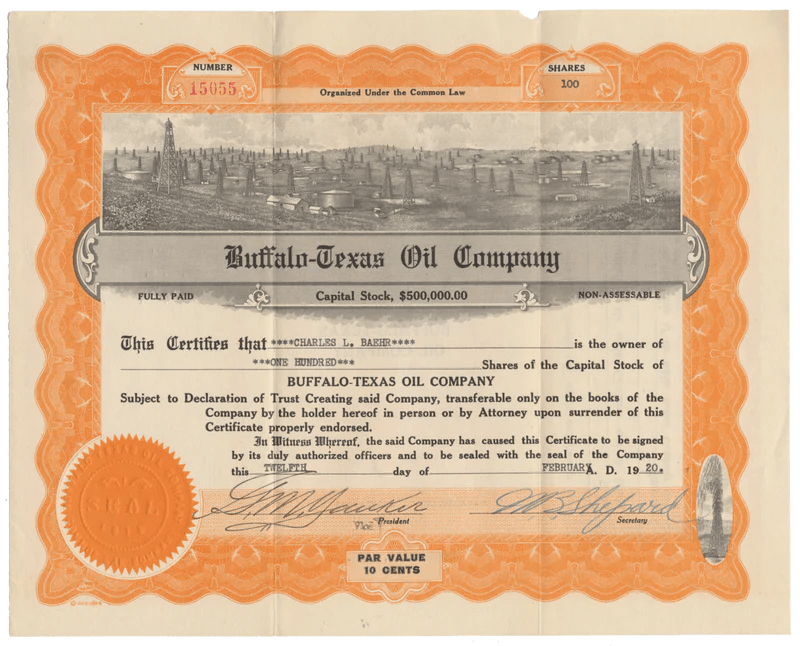 NUMBER
15055
SHARES
100
Organized Under the Common Law
Buffalo-Texas Oil Company
FULLY PAID
Capital Stock, $500,000.00
NON-ASSESSABLE
This Certifies that ****CHARLES L. BAEHR**** is the owner of
***ONE HUNDRED*** Shares of the Capital Stock of
BUFFALO-TEXAS OIL COMPANY
Subject to Declaration of Trust Creating said Company, transferable only on the books of the
Company by the holder hereof in person or by Attorney upon surrender of this
Certificate properly endorsed.
In Witness Whereof, the said Company has caused this Certificate to be signed
by its duly authorized officers and to be sealed with the seal of the Company
this TWELFTH day of FEBRUARY A. D. 1920.
SEAL
Vice President
W B Shepard
Secretary
PAR VALUE
10 CENTS